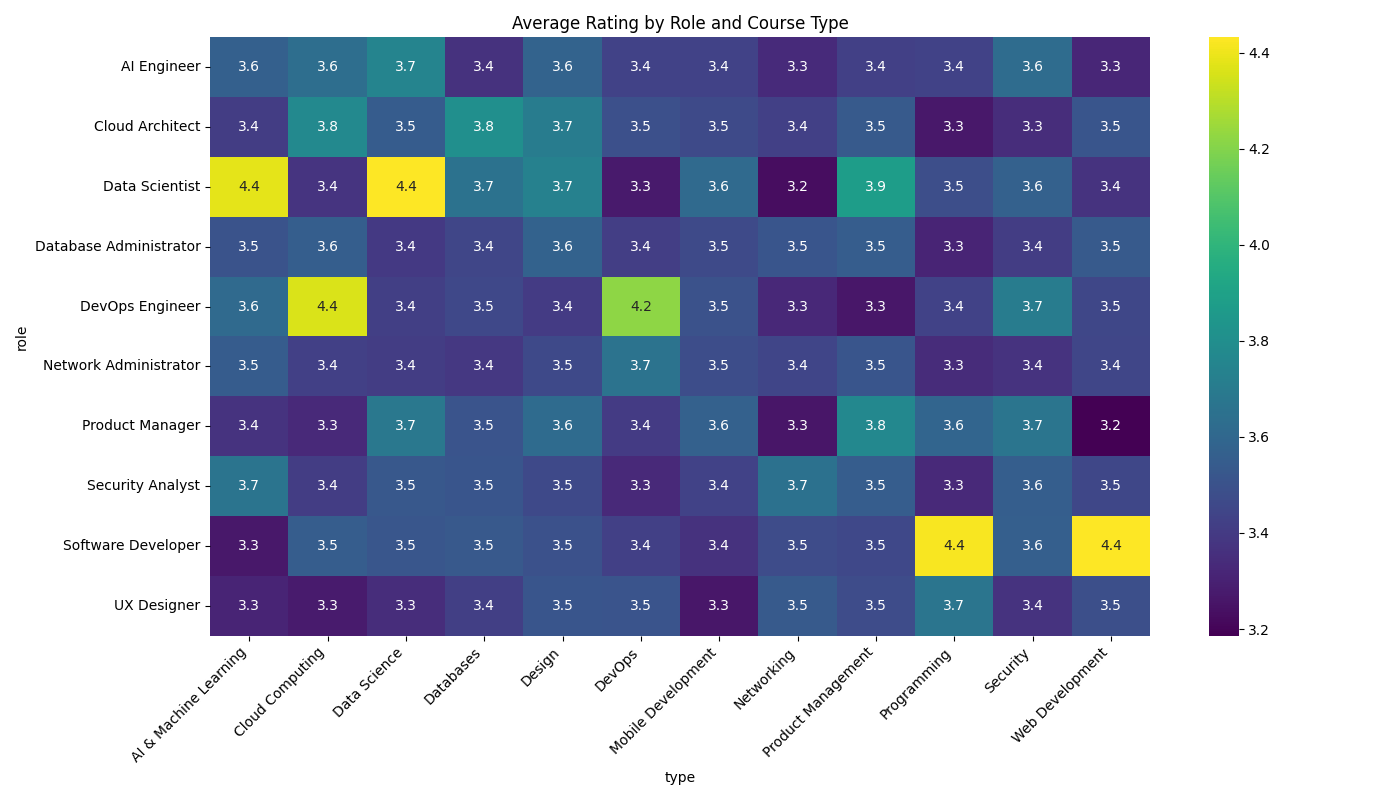 Average Rating by Role and Course Type
AI Engineer 3.6 3.6 3.7 3.4 3.6 3.4 3.4 3.3 3.4 3.4 3.6 3.3
Cloud Architect 3.4 3.8 3.5 3.8 3.7 3.5 3.5 3.4 3.5 3.3 3.3 3.5
Data Scientist 4.4 3.4 4.4 3.7 3.7 3.3 3.6 3.2 3.9 3.5 3.6 3.4
Database Administrator 3.5 3.6 3.4 3.4 3.6 3.4 3.5 3.5 3.5 3.3 3.4 3.5
DevOps Engineer 3.6 4.4 3.4 3.5 3.4 4.2 3.5 3.3 3.3 3.4 3.7 3.5
Network Administrator 3.5 3.4 3.4 3.4 3.5 3.7 3.5 3.4 3.5 3.3 3.4 3.4
Product Manager 3.4 3.3 3.7 3.5 3.6 3.4 3.6 3.3 3.8 3.6 3.7 3.2
Security Analyst 3.7 3.4 3.5 3.5 3.5 3.3 3.4 3.7 3.5 3.3 3.6 3.5
Software Developer 3.3 3.5 3.5 3.5 3.5 3.4 3.4 3.5 3.5 4.4 3.6 4.4
UX Designer 3.3 3.3 3.3 3.4 3.5 3.5 3.3 3.5 3.5 3.7 3.4 3.5
role
AI & Machine Learning
Cloud Computing
Data Science
Databases
Design
DevOps
Mobile Development
Networking
Product Management
Programming
Security
Web Development
type
4.4
4.2
4.0
3.8
3.6
3.4
3.2